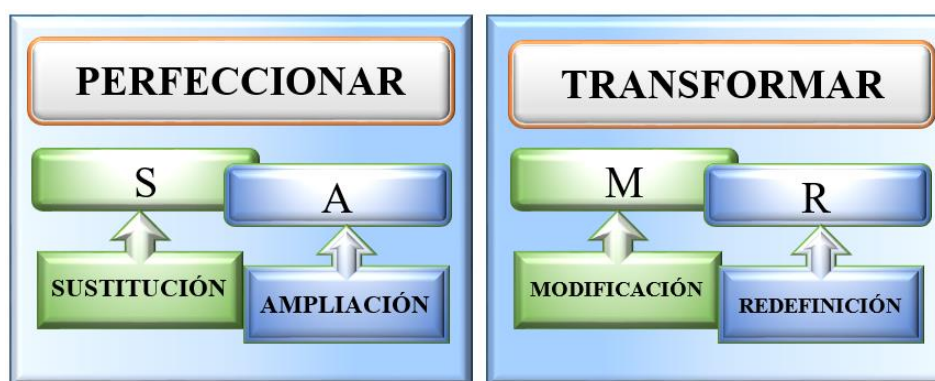 PERFECCIONAR
S
A
SUSTITUCIÓN
AMPLIACIÓN
TRANSFORMAR
M
R
MODIFICACIÓN
REDEFINICIÓN